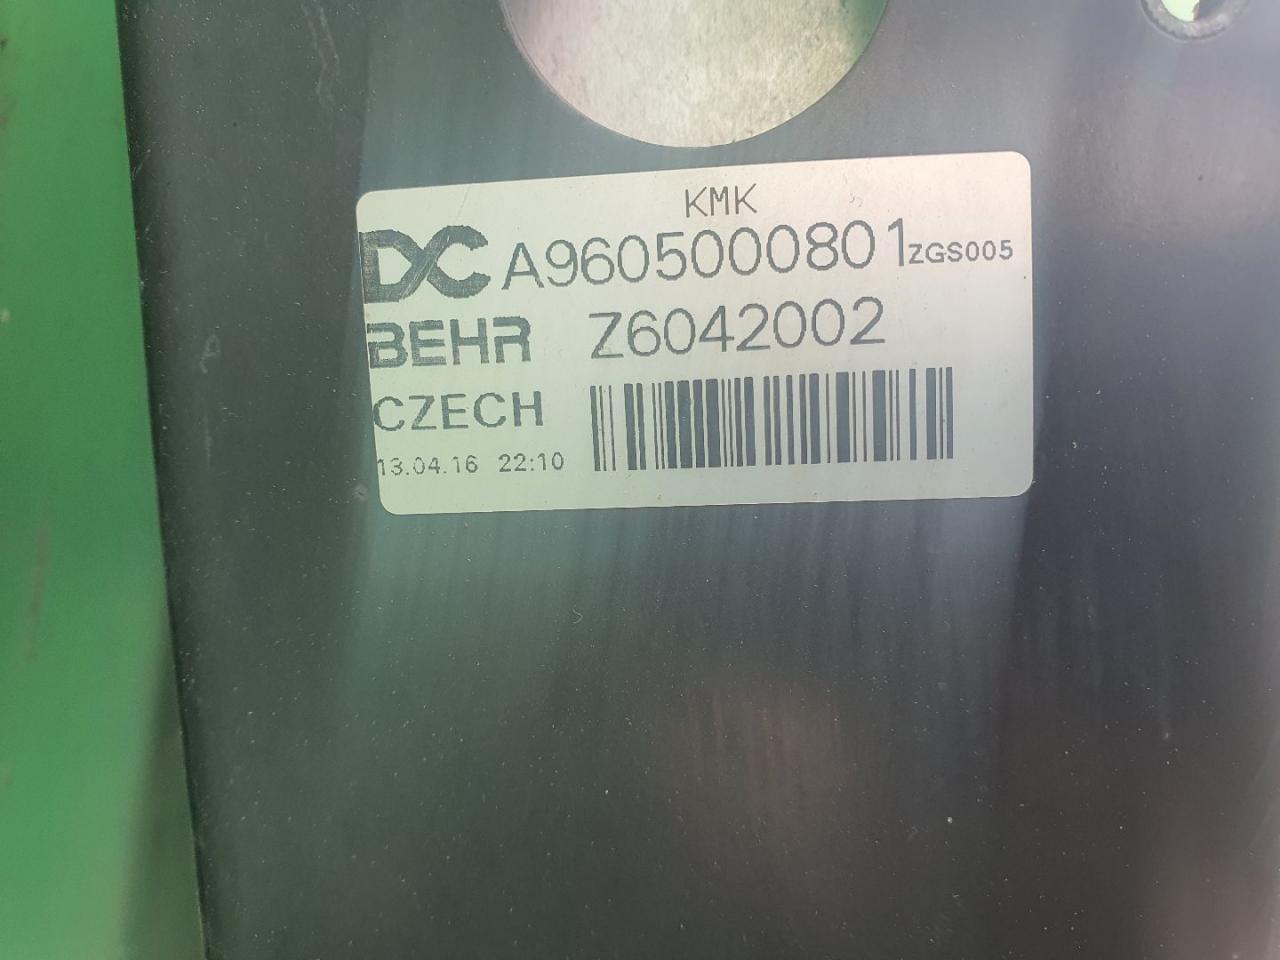 KMK
DC A9605000801 ZGS005
BEHR Z6042002
CZECH
13.04.16 22:10